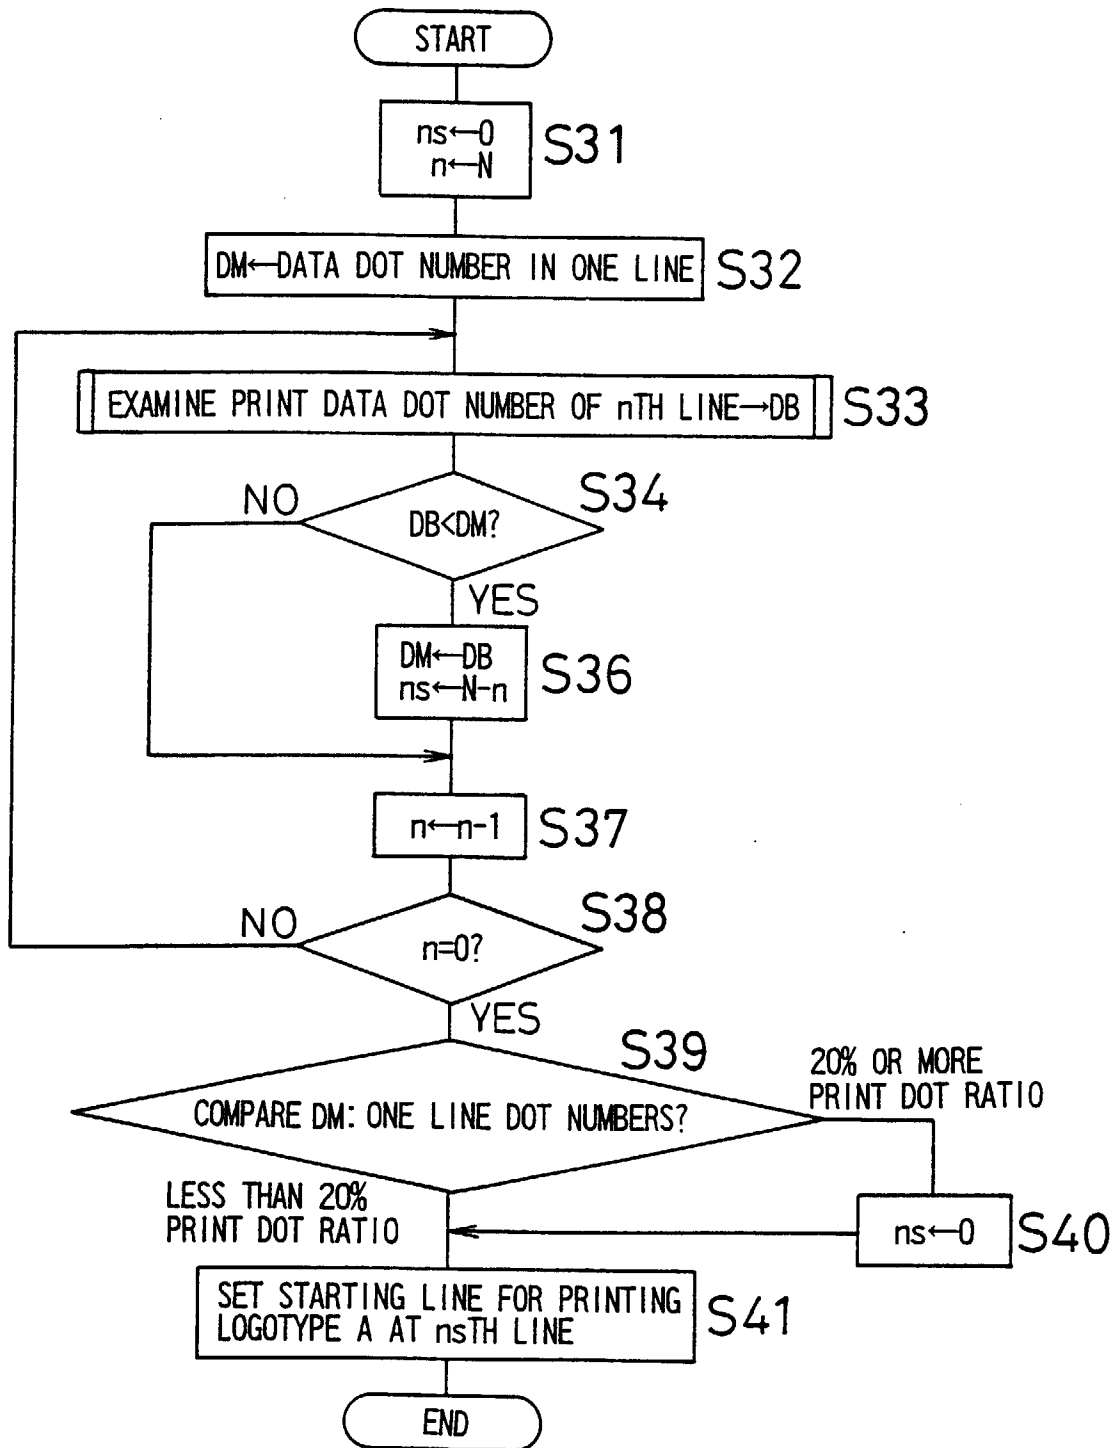 START
ns←0
n←N
S31
DM←DATA DOT NUMBER IN ONE LINE
S32
EXAMINE PRINT DATA DOT NUMBER OF nTH LINE→DB
S33
S34
NO
DB<DM?
YES
DM←DB
ns←N-n
S36
n←n-1
S37
S38
NO
n=0?
YES
S39
20% OR MORE
PRINT DOT RATIO
COMPARE DM: ONE LINE DOT NUMBERS?
LESS THAN 20%
PRINT DOT RATIO
ns←0
S40
SET STARTING LINE FOR PRINTING
LOGOTYPE A AT nsTH LINE
S41
END